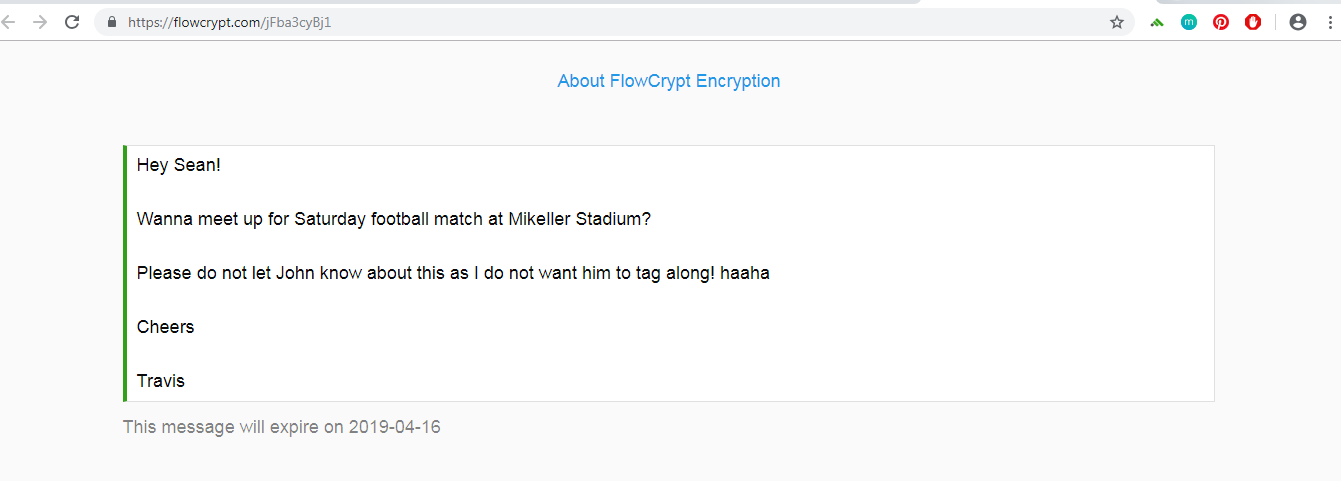 https://flowcrypt.com/jFba3cyBj1
m
About FlowCrypt Encryption
Hey Sean!
Wanna meet up for Saturday football match at Mikeller Stadium?
Please do not let John know about this as I do not want him to tag along! haaha
Cheers
Travis
This message will expire on 2019-04-16